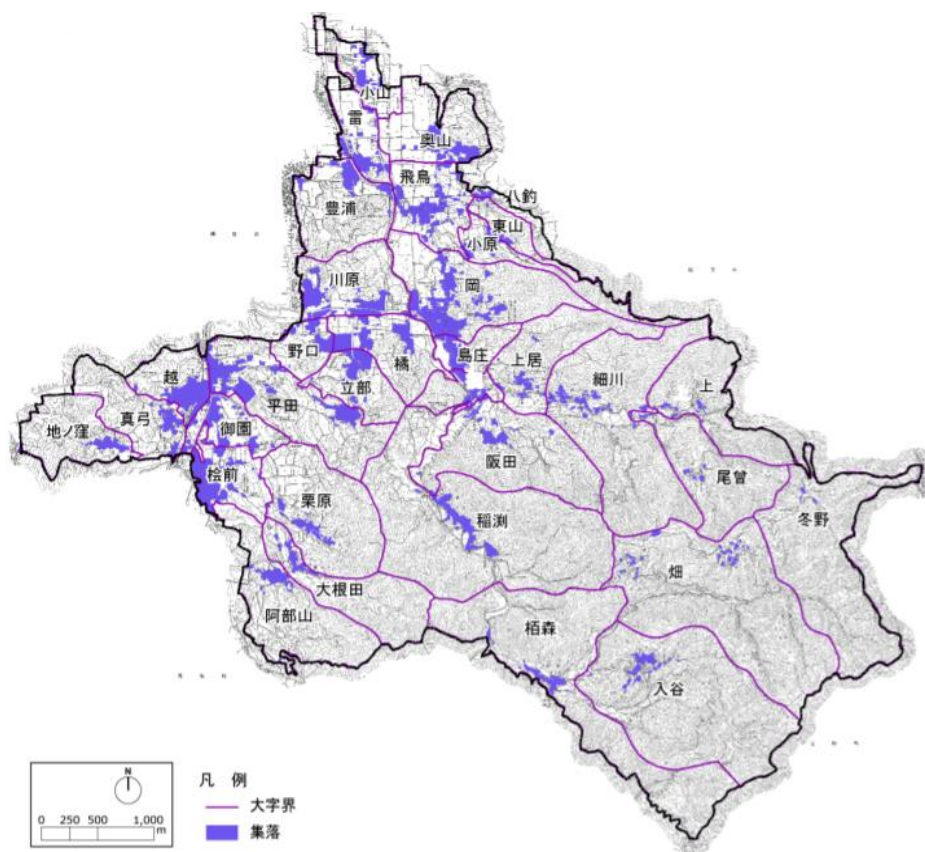 小山
雷
奥山
飛鳥
八釣
豊浦
東山
小原
川原
岡
野口
橘
島庄
上居
細川
上
越
平田
立部
地ノ窪
真弓
御園
阪田
尾曽
桧前
栗原
稲渕
冬野
畑
大根田
阿部山
栢森
入谷
N
0 250 500 1,000
m
凡 例
大字界
集落